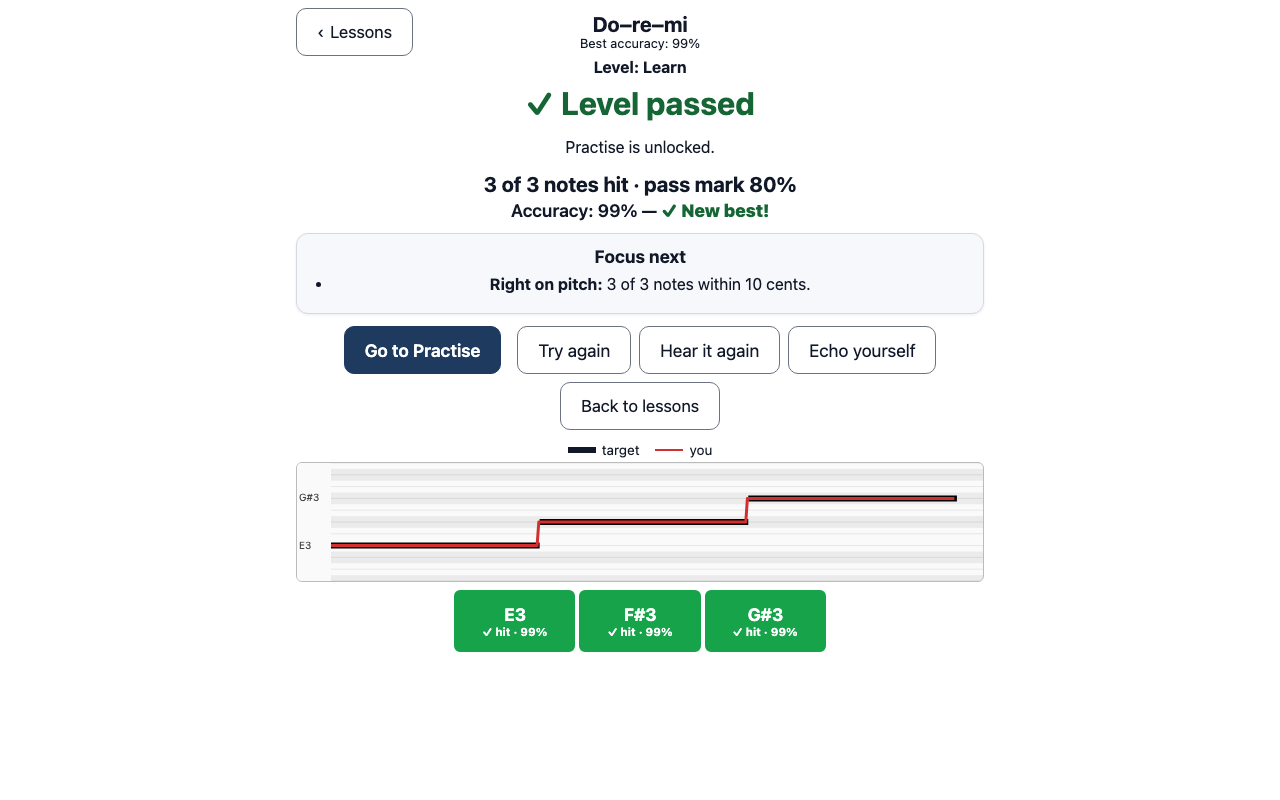 ‹ Lessons
Do–re–mi
Best accuracy: 99%
Level: Learn
✓ Level passed
Practise is unlocked.
3 of 3 notes hit · pass mark 80%
Accuracy: 99% — ✓ New best!
Focus next
• Right on pitch: 3 of 3 notes within 10 cents.
Go to Practise
Try again
Hear it again
Echo yourself
Back to lessons
target
you
G#3
E3
E3
✓ hit · 99%
F#3
✓ hit · 99%
G#3
✓ hit · 99%